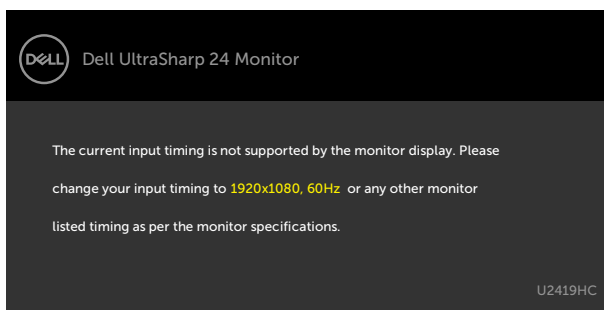 DELL
Dell UltraSharp 24 Monitor
The current input timing is not supported by the monitor display. Please
change your input timing to 1920x1080, 60Hz or any other monitor
listed timing as per the monitor specifications.
U2419HC